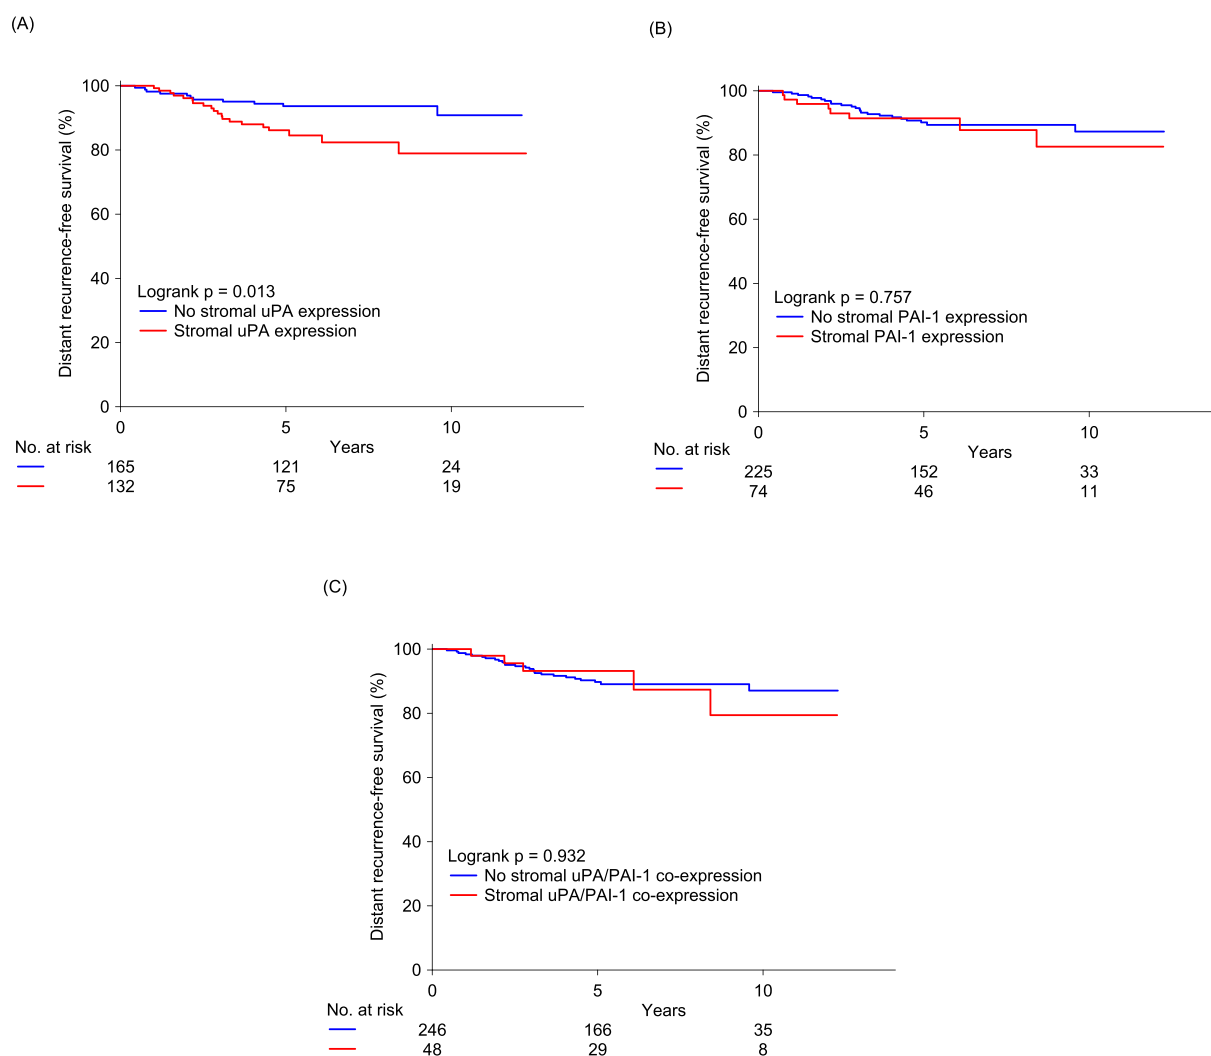 (A)
Distant recurrence-free survival (%)
100
80
60
40
20
0
Logrank p = 0.013
No stromal uPA expression
Stromal uPA expression
0 5 10
Years
No. at risk
165 121 24
132 75 19
(B)
Distant recurrence-free survival (%)
100
80
60
40
20
0
Logrank p = 0.757
No stromal PAI-1 expression
Stromal PAI-1 expression
0 5 10
Years
No. at risk
225 152 33
74 46 11
(C)
Distant recurrence-free survival (%)
100
80
60
40
20
0
Logrank p = 0.932
No stromal uPA/PAI-1 co-expression
Stromal uPA/PAI-1 co-expression
0 5 10
Years
No. at risk
246 166 35
48 29 8